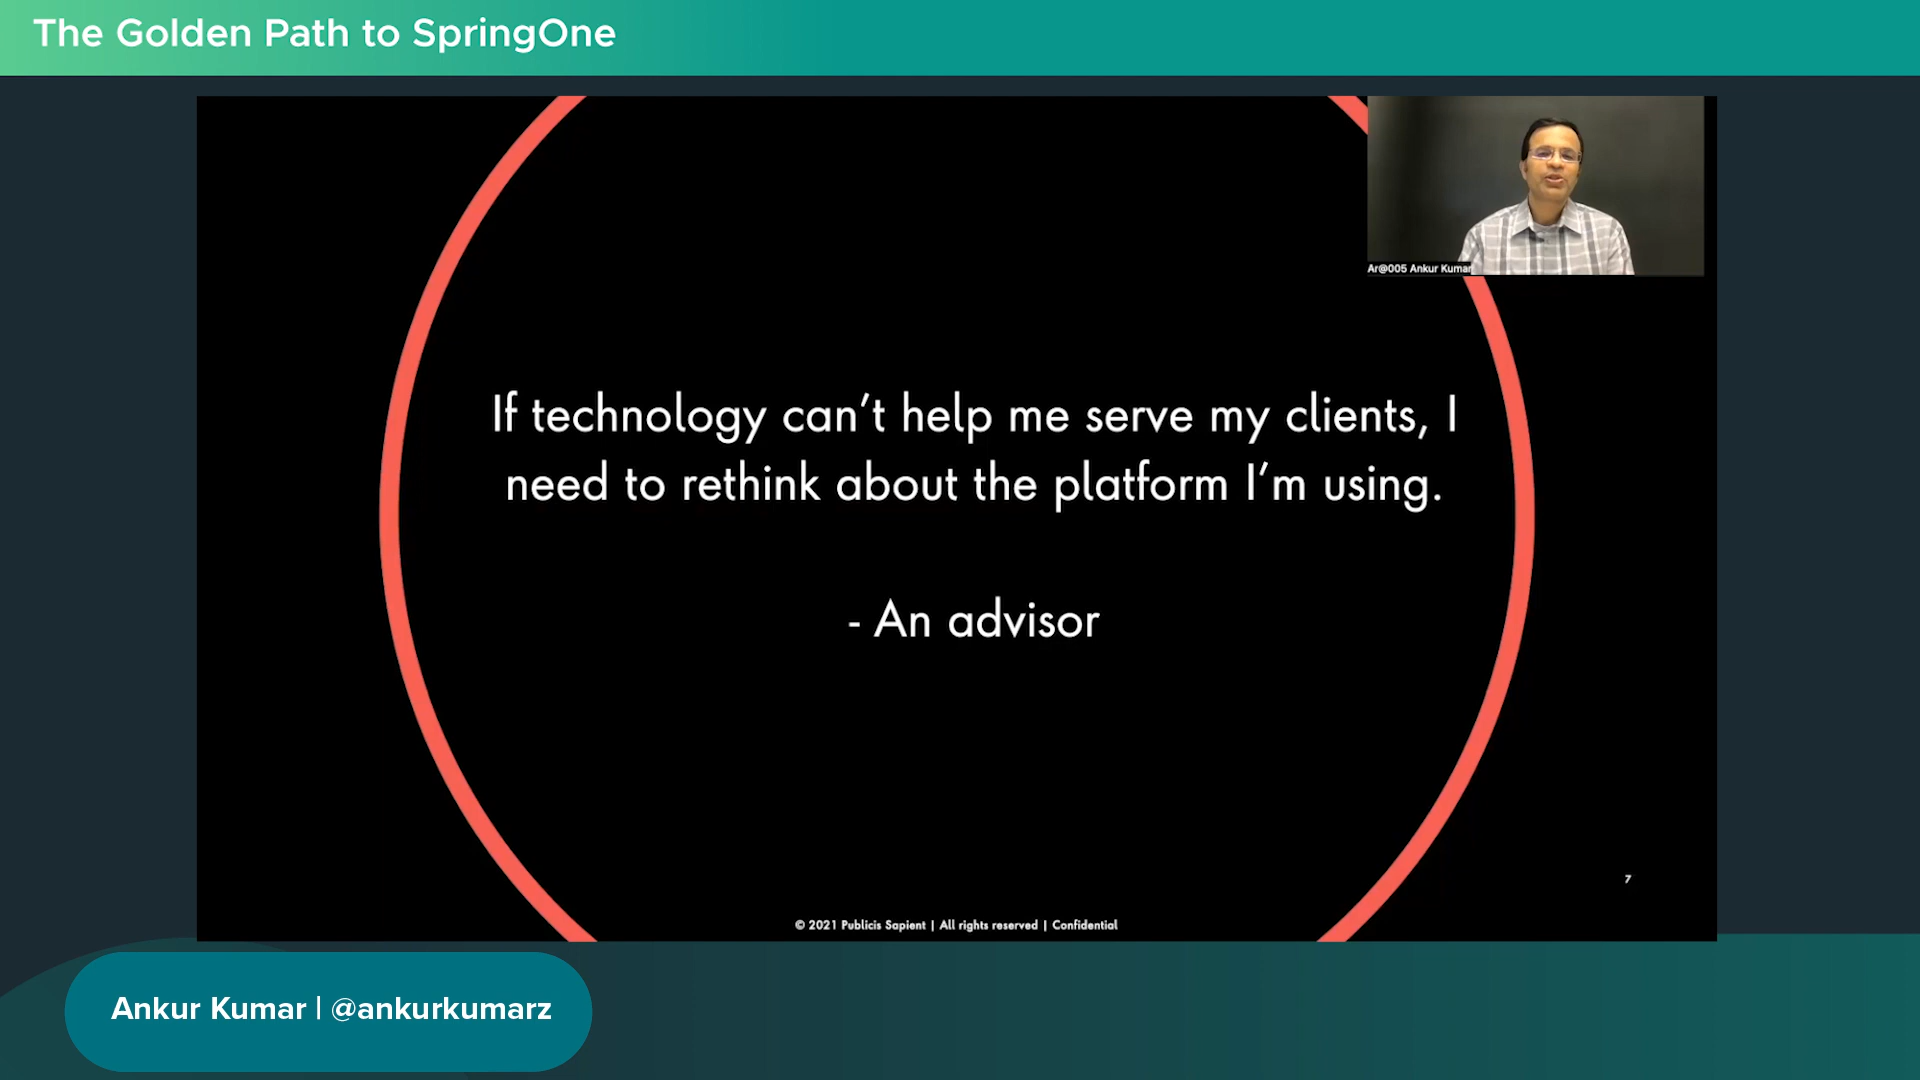 The Golden Path to SpringOne
Ar@005 Ankur Kumar
If technology can’t help me serve my clients, I
need to rethink about the platform I’m using.
- An advisor
7
© 2021 Publicis Sapient | All rights reserved | Confidential
Ankur Kumar | @ankurkumarz